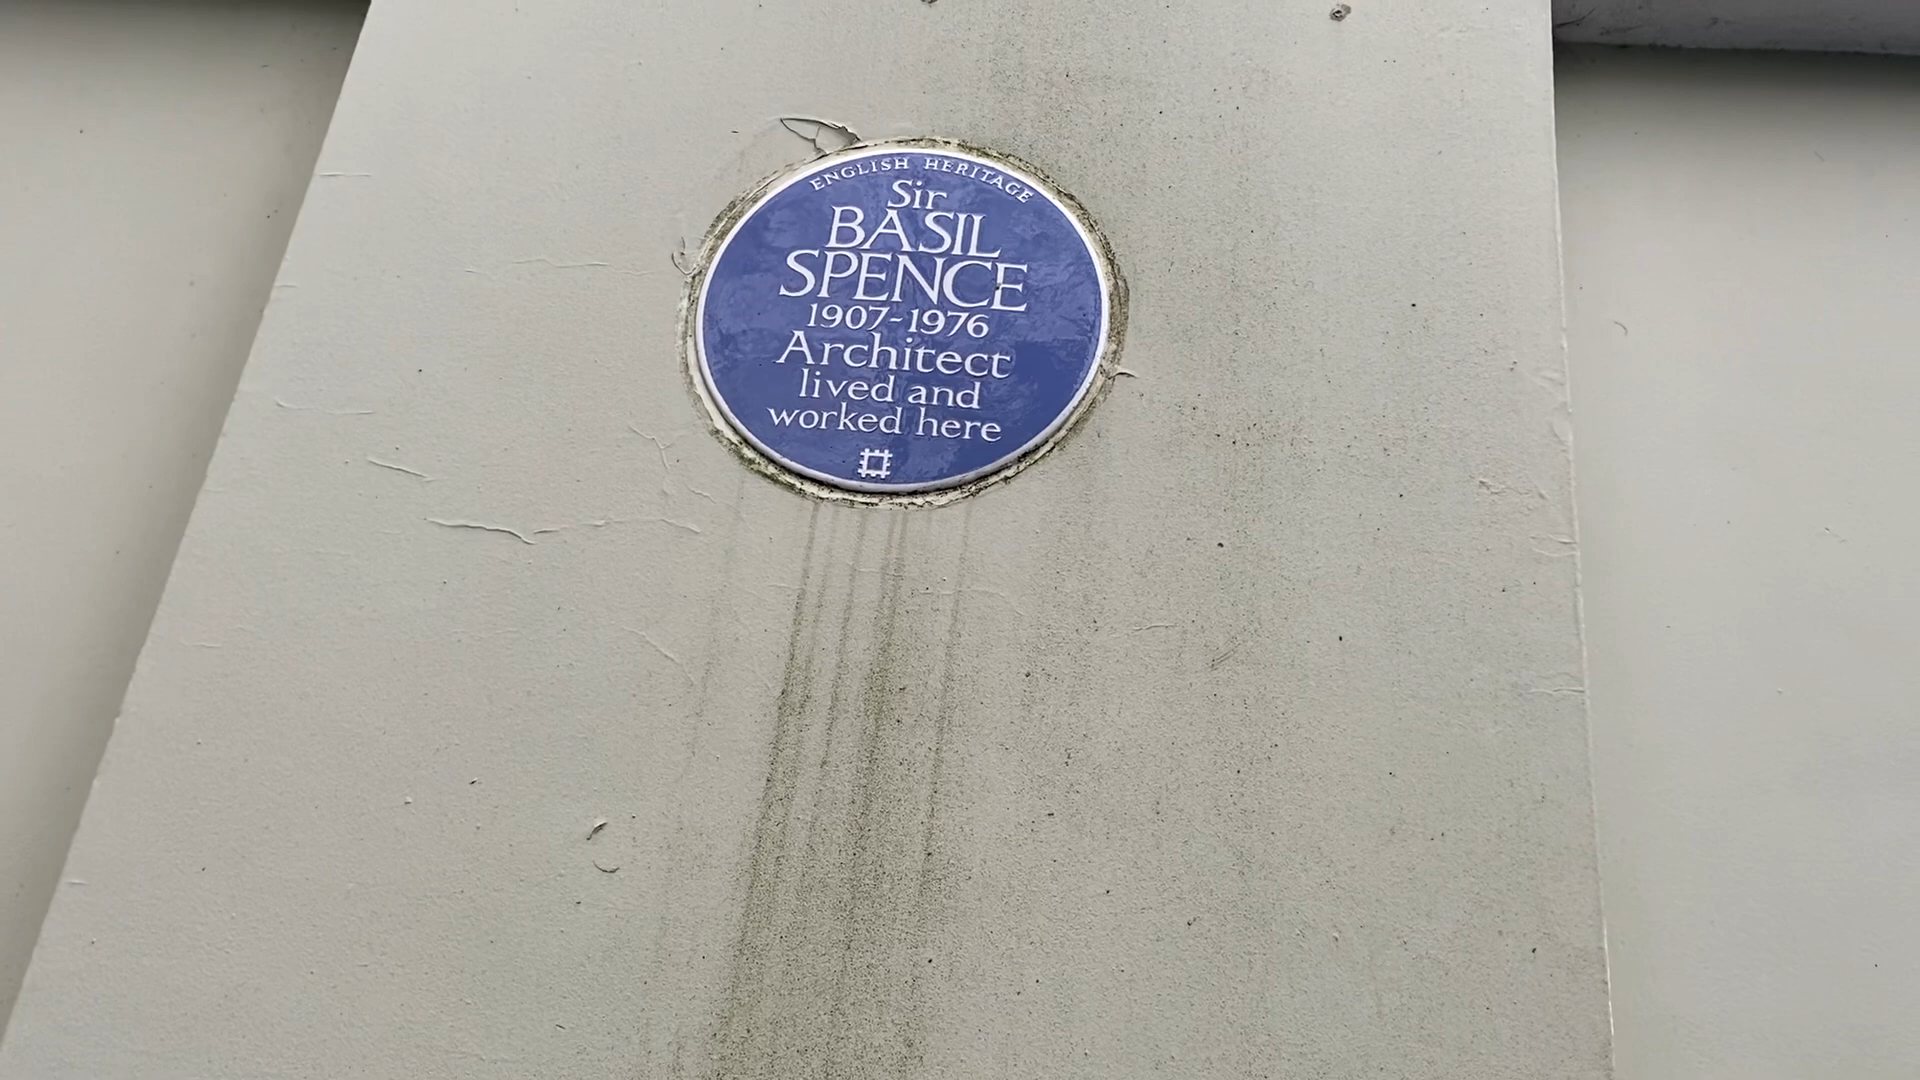 ENGLISH HERITAGE
Sir
BASIL
SPENCE
1907-1976
Architect
lived and
worked here